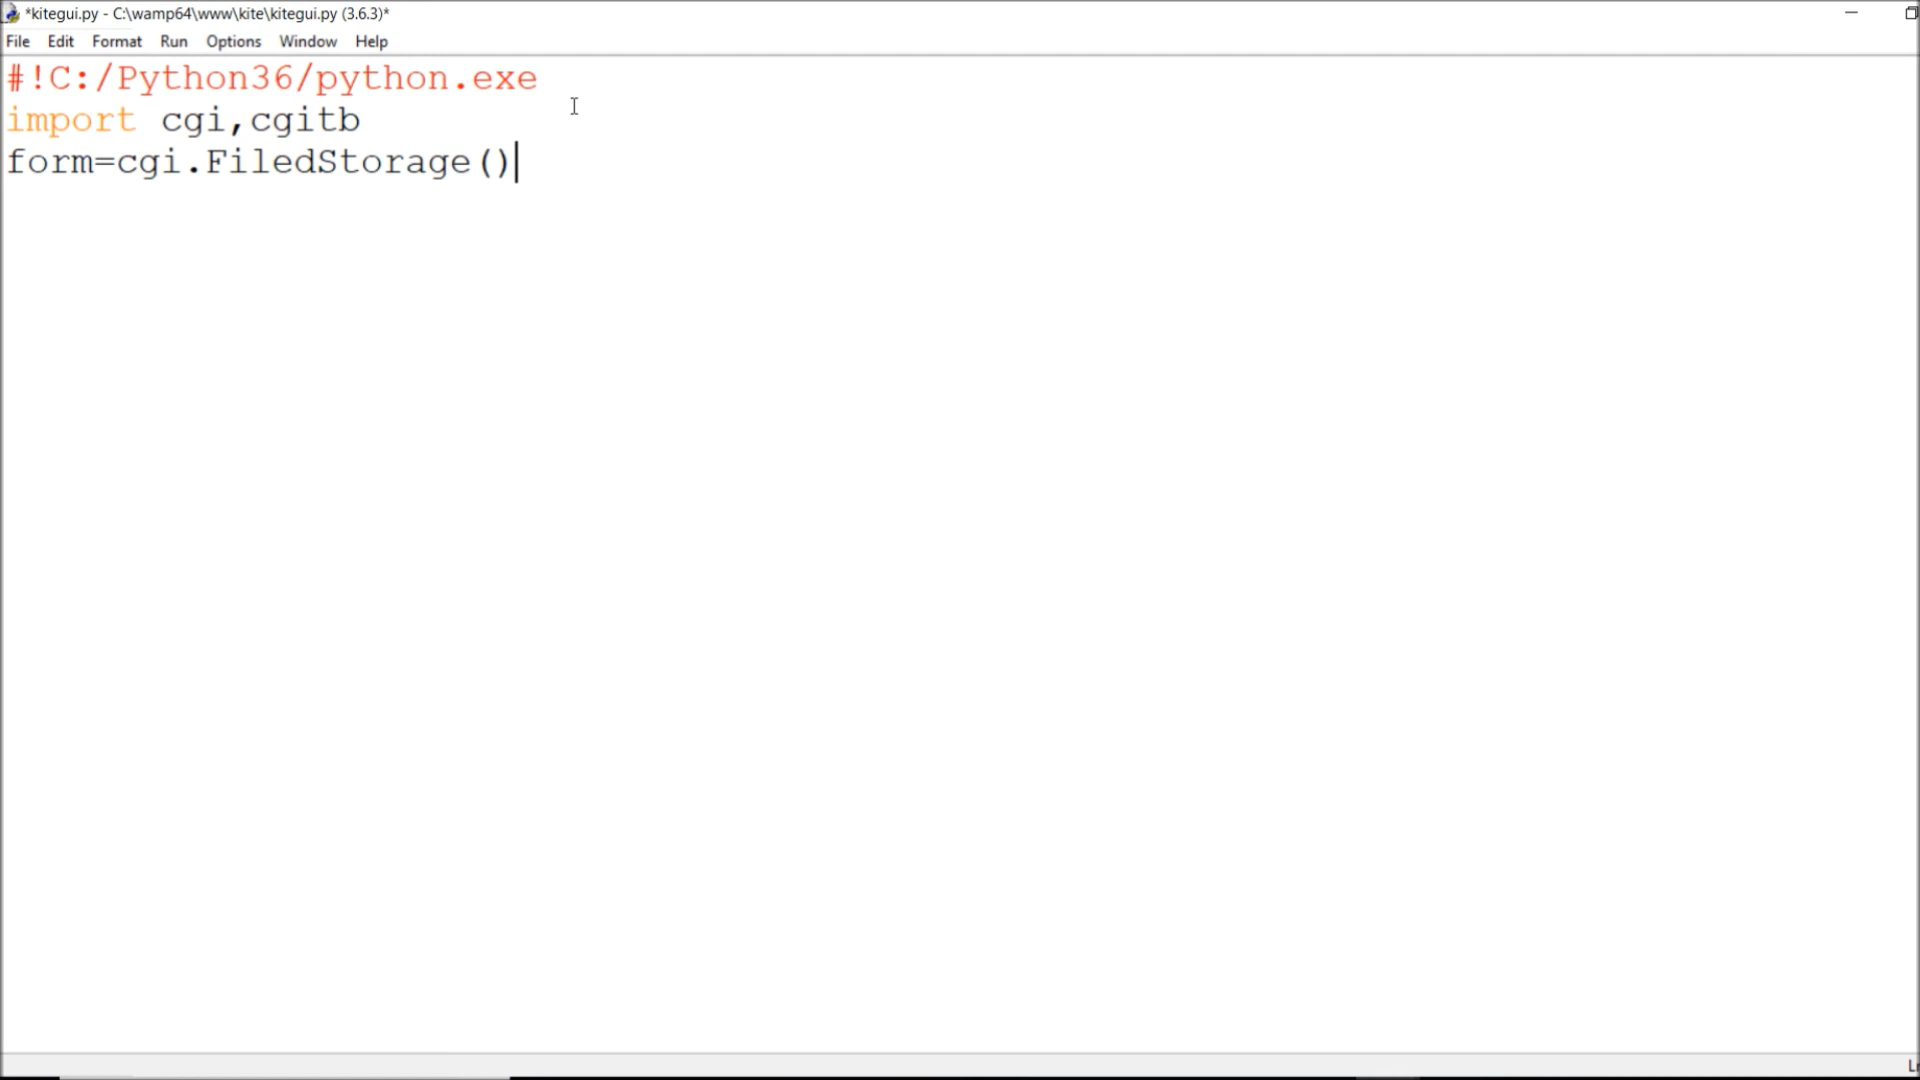 *kitegui.py - C:\wamp64\www\kite\kitegui.py (3.6.3)*
File Edit Format Run Options Window Help
#!C:/Python36/python.exe
import cgi,cgitb
form=cgi.FiledStorage()